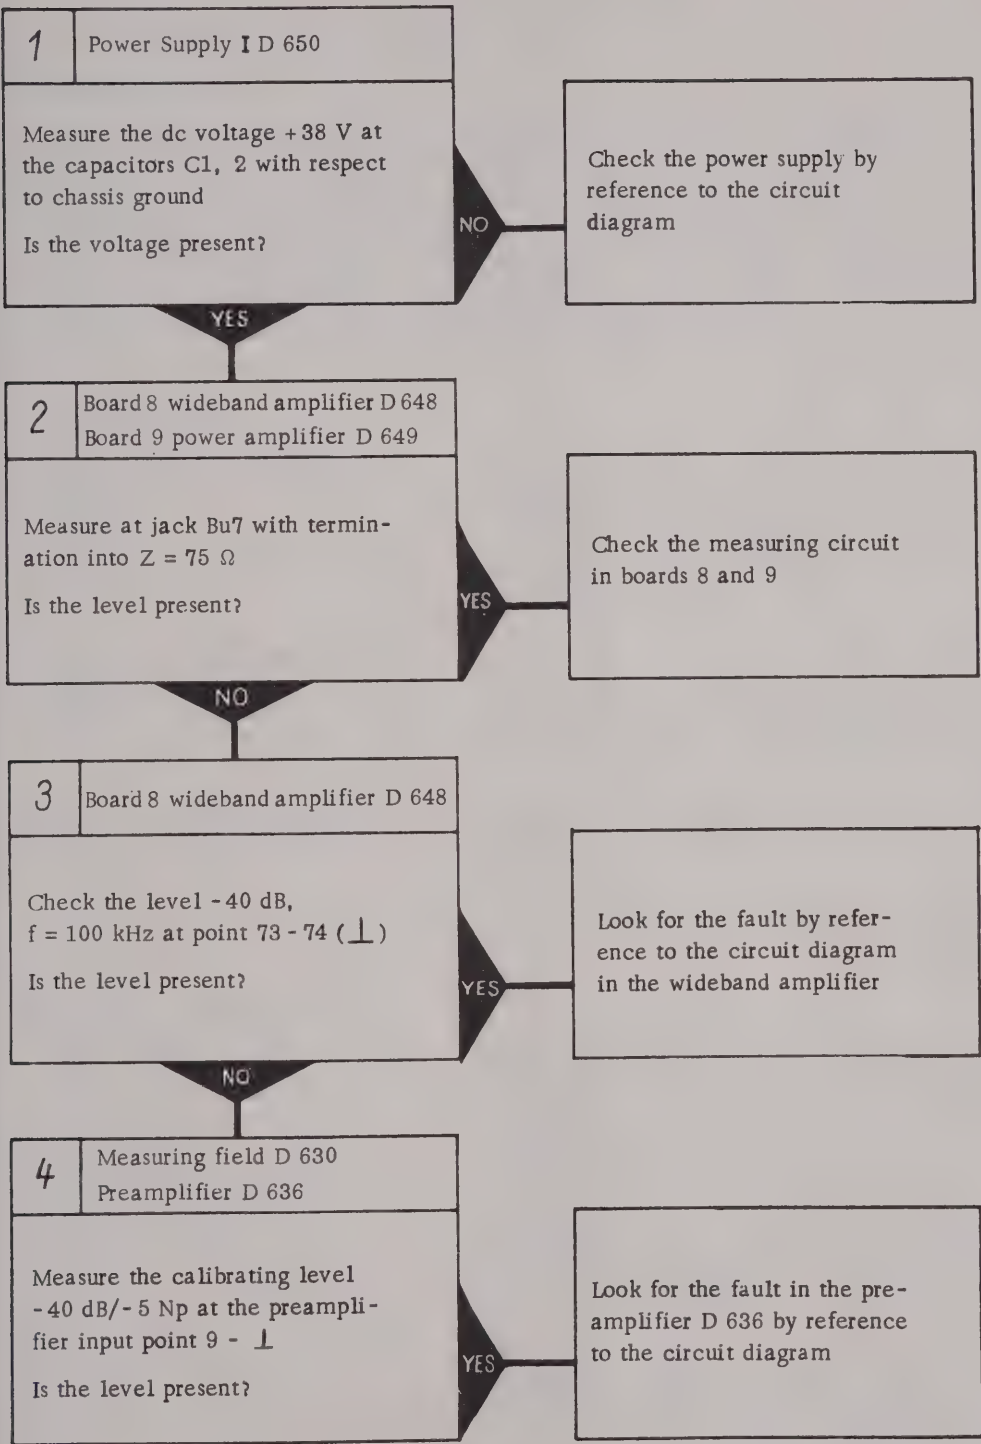 1
Power Supply I D 650
Measure the dc voltage +38 V at
the capacitors C1, 2 with respect
to chassis ground
Is the voltage present?
NO
Check the power supply by
reference to the circuit
diagram
YES
2
Board 8 wideband amplifier D 648
Board 9 power amplifier D 649
Measure at jack Bu7 with termin-
ation into Z = 75 Ω
Is the level present?
YES
Check the measuring circuit
in boards 8 and 9
NO
3
Board 8 wideband amplifier D 648
Check the level -40 dB,
f = 100 kHz at point 73 - 74 (⊥)
Is the level present?
YES
Look for the fault by refer-
ence to the circuit diagram
in the wideband amplifier
NO
4
Measuring field D 630
Preamplifier D 636
Measure the calibrating level
-40 dB/-5 Np at the preampli-
fier input point 9 - ⊥
Is the level present?
YES
Look for the fault in the pre-
amplifier D 636 by reference
to the circuit diagram